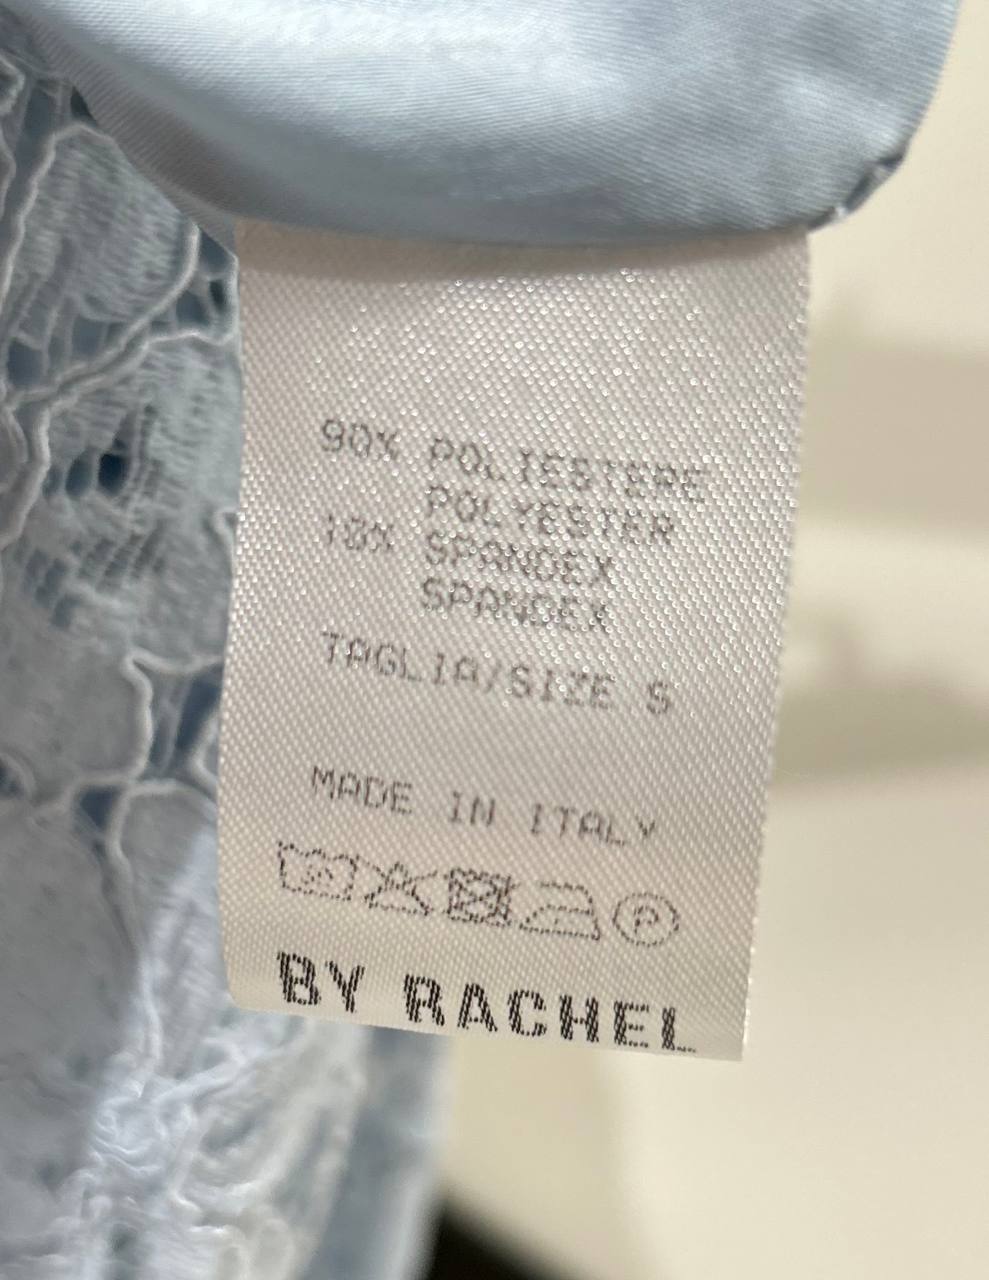 90% POLIESTERE
POLYESTER
10% SPANDEX
SPANDEX
TAGLIA/SIZE S
MADE IN ITALY
P
BY RACHEL